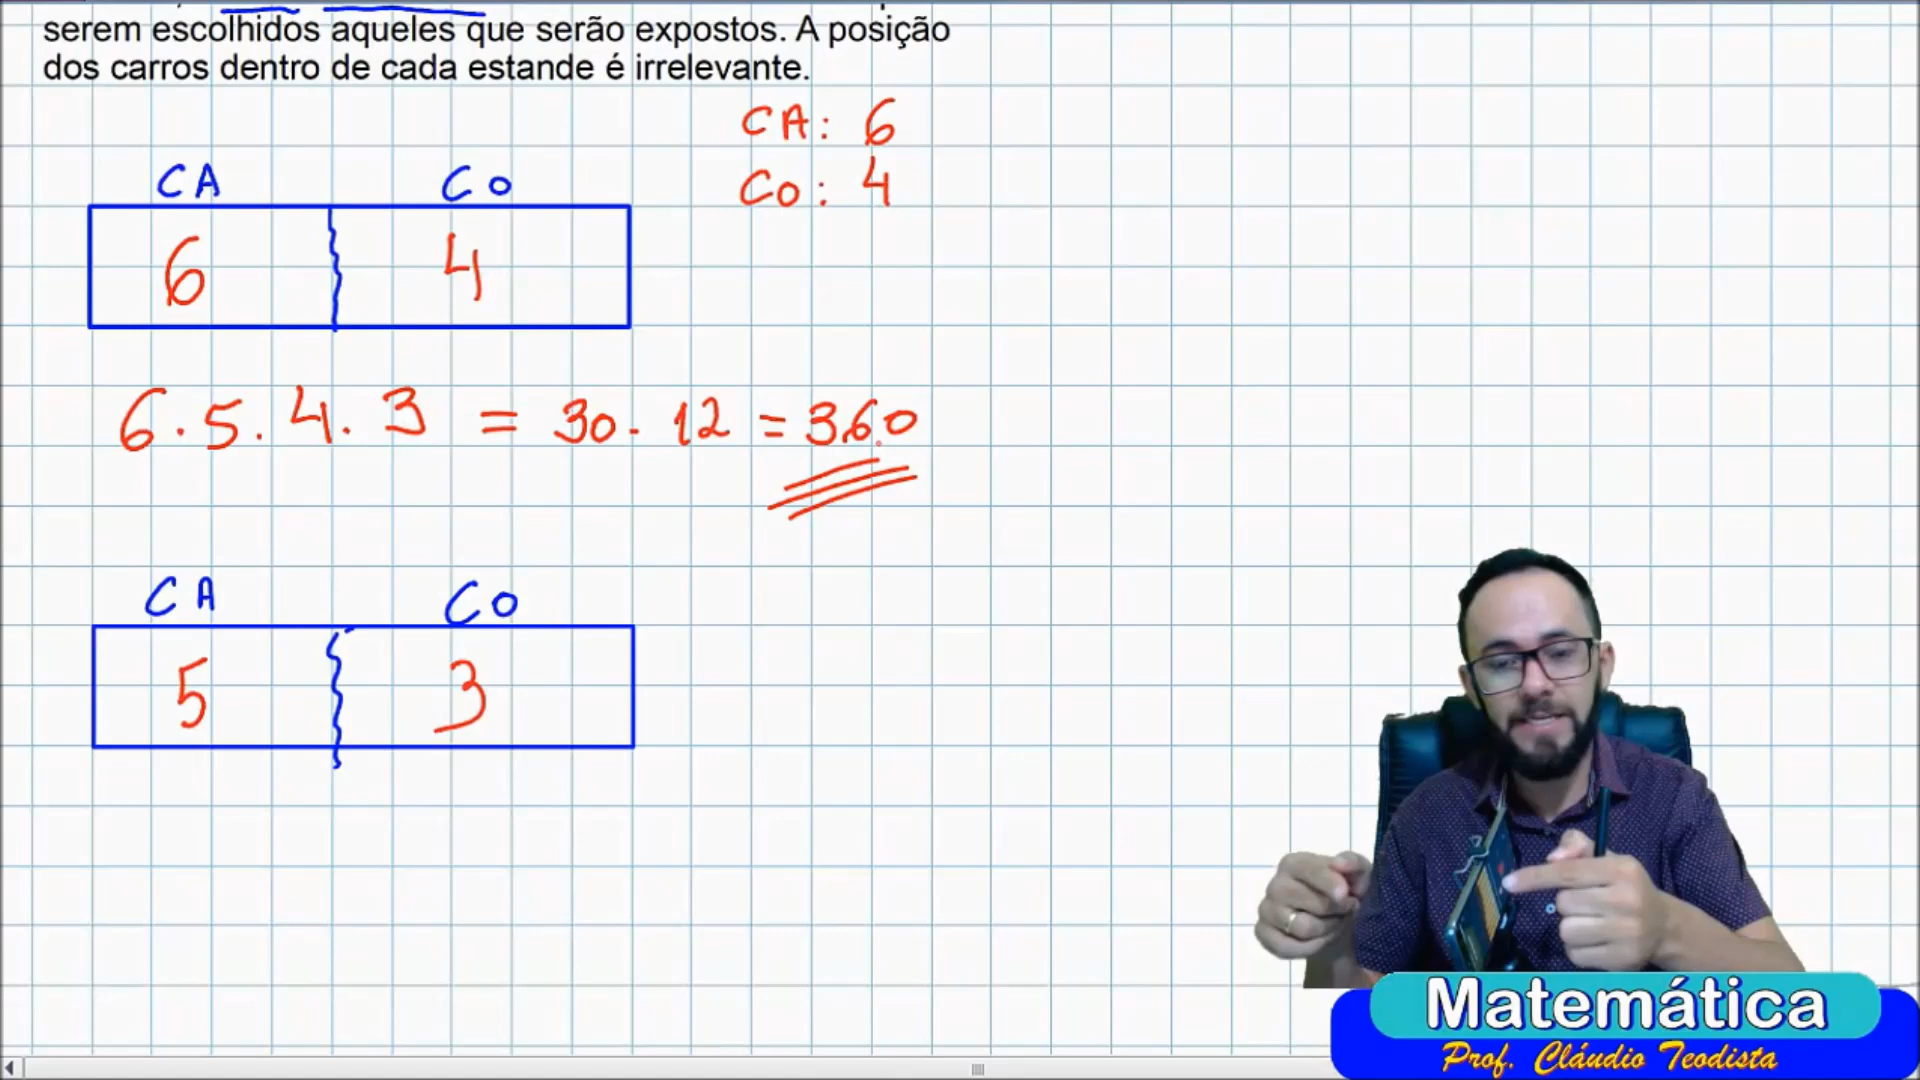 serem escolhidos aqueles que serão expostos. A posição
dos carros dentro de cada estande é irrelevante.
CA: 6
CO: 4
CA CO
6 4
6 . 5 . 4 . 3 = 30 . 12 = 360
CA CO
5 3
Matemática
Prof. Cláudio Teodista